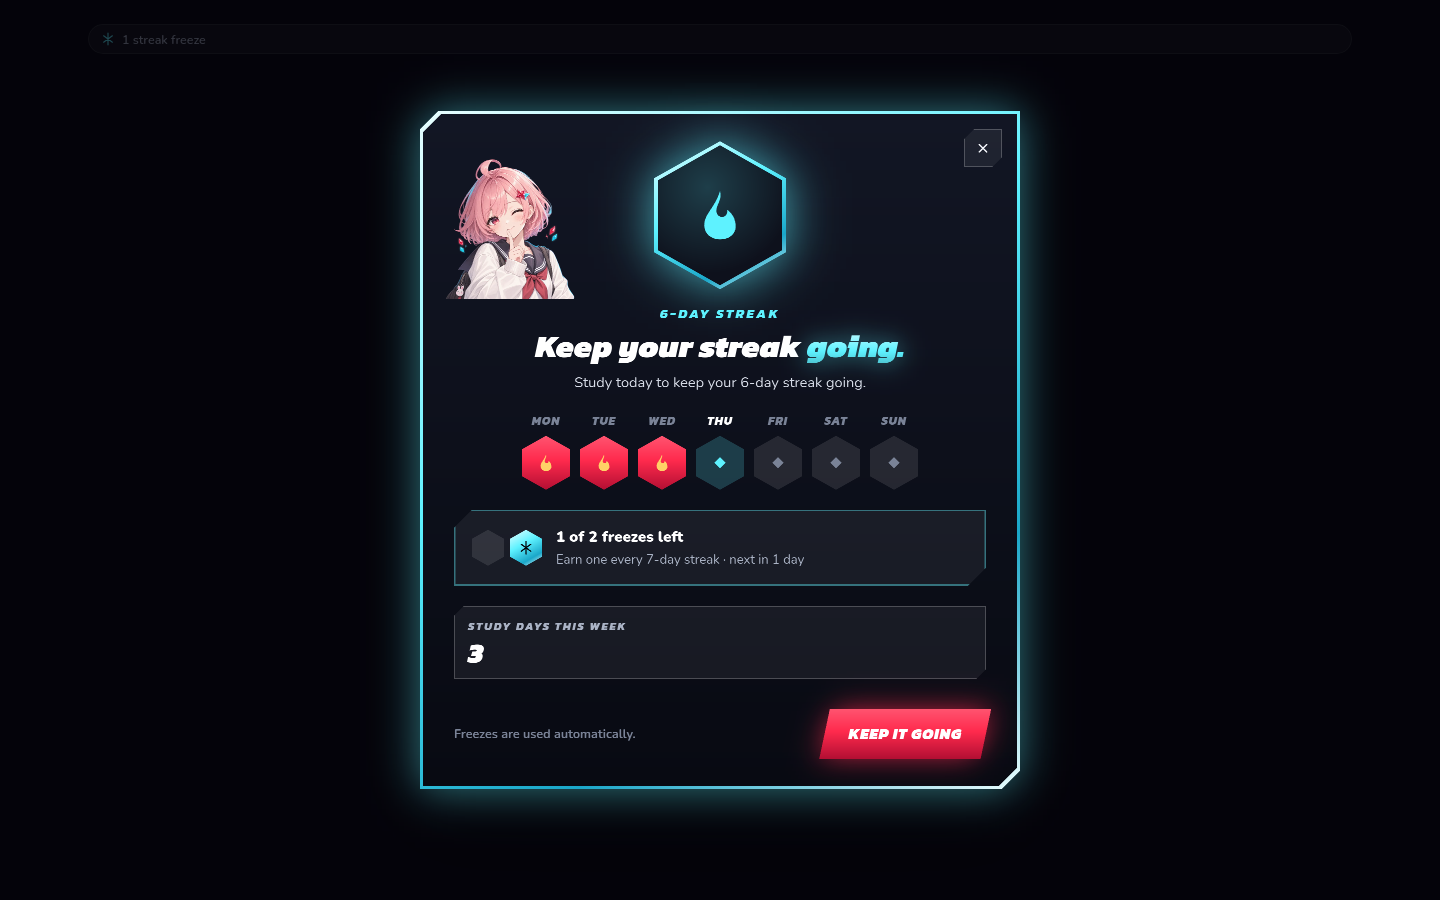 1 streak freeze
6-DAY STREAK
Keep your streak going.
Study today to keep your 6-day streak going.
MON TUE WED THU FRI SAT SUN
1 of 2 freezes left
Earn one every 7-day streak · next in 1 day
STUDY DAYS THIS WEEK
3
Freezes are used automatically.
KEEP IT GOING